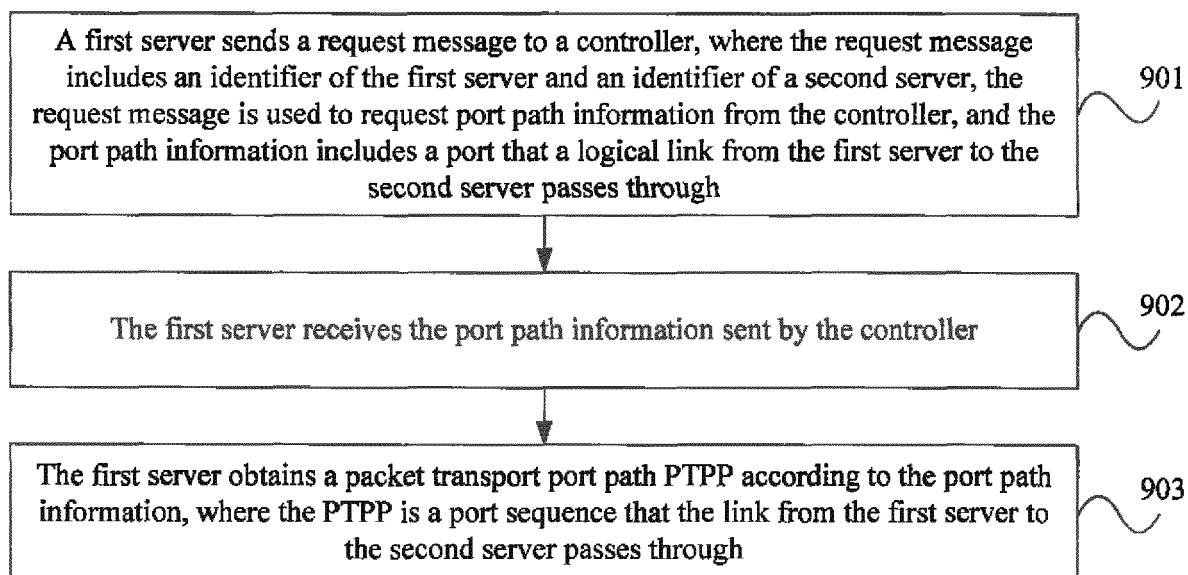 A first server sends a request message to a controller, where the request message
includes an identifier of the first server and an identifier of a second server, the
request message is used to request port path information from the controller, and the
port path information includes a port that a logical link from the first server to the
second server passes through
901
The first server receives the port path information sent by the controller
902
The first server obtains a packet transport port path PTPP according to the port path
information, where the PTPP is a port sequence that the link from the first server to
the second server passes through
903